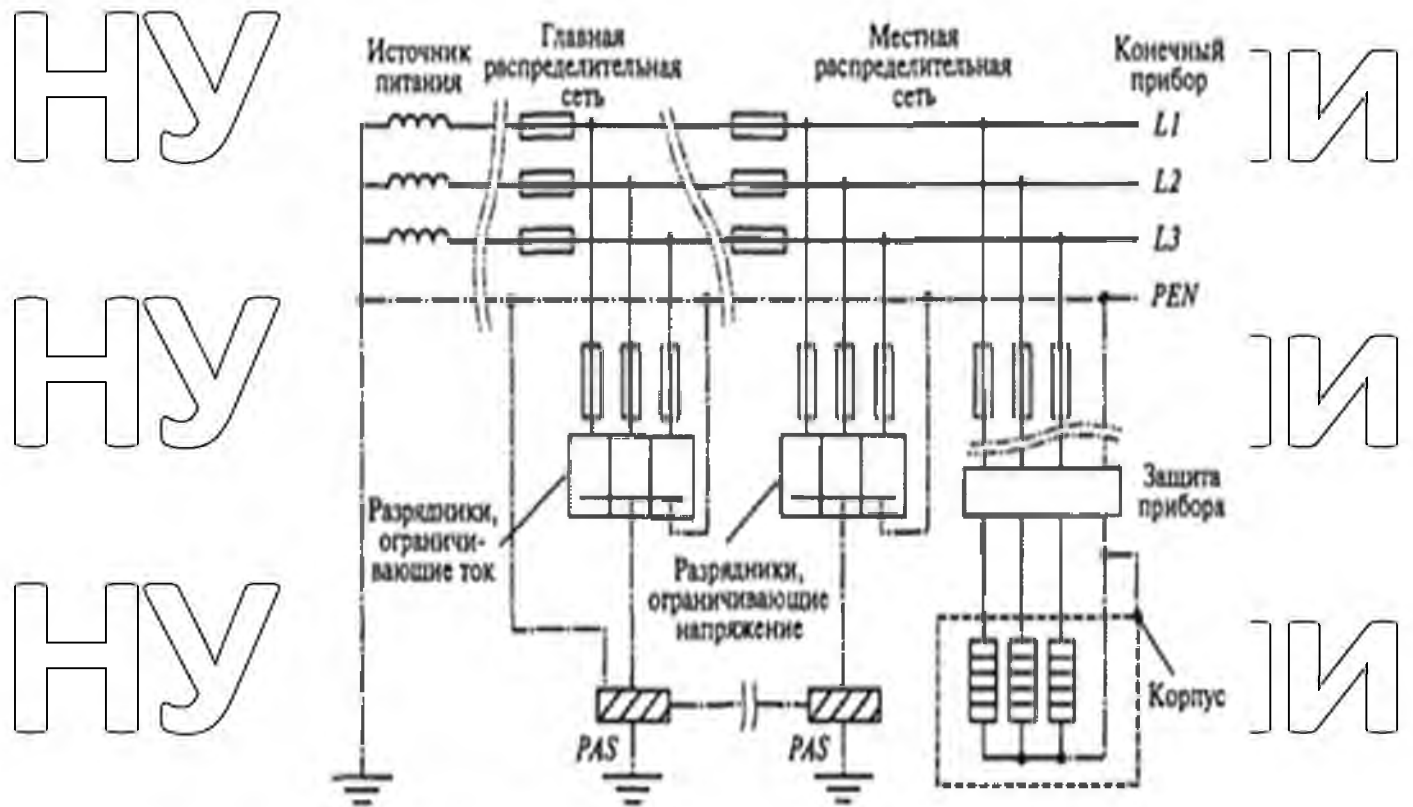 Источник
питания
Главная
распределительная
сеть
Местная
распределительная
сеть
Конечный
прибор
L1
L2
L3
PEN
Разрядники,
ограничи-
вающие ток
Разрядники,
ограничивающие
напряжение
Защита
прибора
Корпус
PAS
PAS
НУ
И
НУ
И
НУ
И